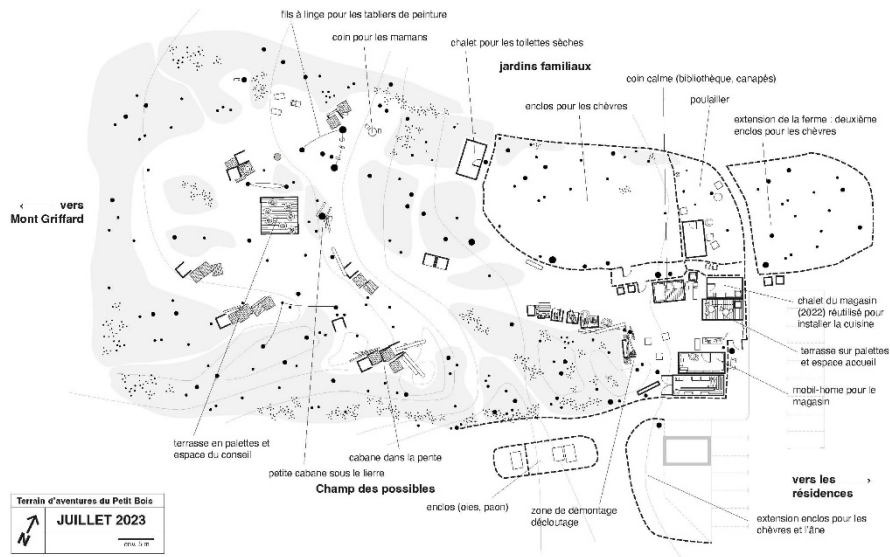 fils à linge pour les tabliers de peinture
coin pour les mamans
chalet pour les toilettes sèches
jardins familiaux
coin calme (bibliothèque, canapés)
enclos pour les chèvres
poulailler
extension de la ferme : deuxième
enclos pour les chèvres
vers
Mont Griffard
chalet du magasin
(2022) réutilisé pour
installer la cuisine
terrasse sur palettes
et espace accueil
mobil-home pour le
magasin
terrasse en palettes et
espace du conseil
petite cabane sous le lierre
cabane dans la pente
Champ des possibles
enclos (oies, paon)
zone de démontage
décloutage
vers les
résidences
extension enclos pour les
chèvres et l'âne
Terrain d'aventures du Petit Bois
JUILLET 2023
N
env. 5 m